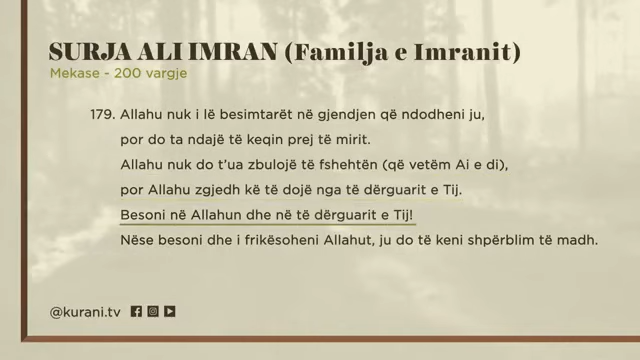 SURJA ALI IMRAN (Familja e Imranit)
Mekase - 200 vargje
179. Allahu nuk i lë besimtarët në gjendjen që ndodheni ju,
por do ta ndajë të keqin prej të mirit.
Allahu nuk do t'ua zbulojë të fshehtën (që vetëm Ai e di),
por Allahu zgjedh kë të dojë nga të dërguarit e Tij.
Besoni në Allahun dhe në të dërguarit e Tij!
Nëse besoni dhe i frikësoheni Allahut, ju do të keni shpërblim të madh.
@kurani.tv